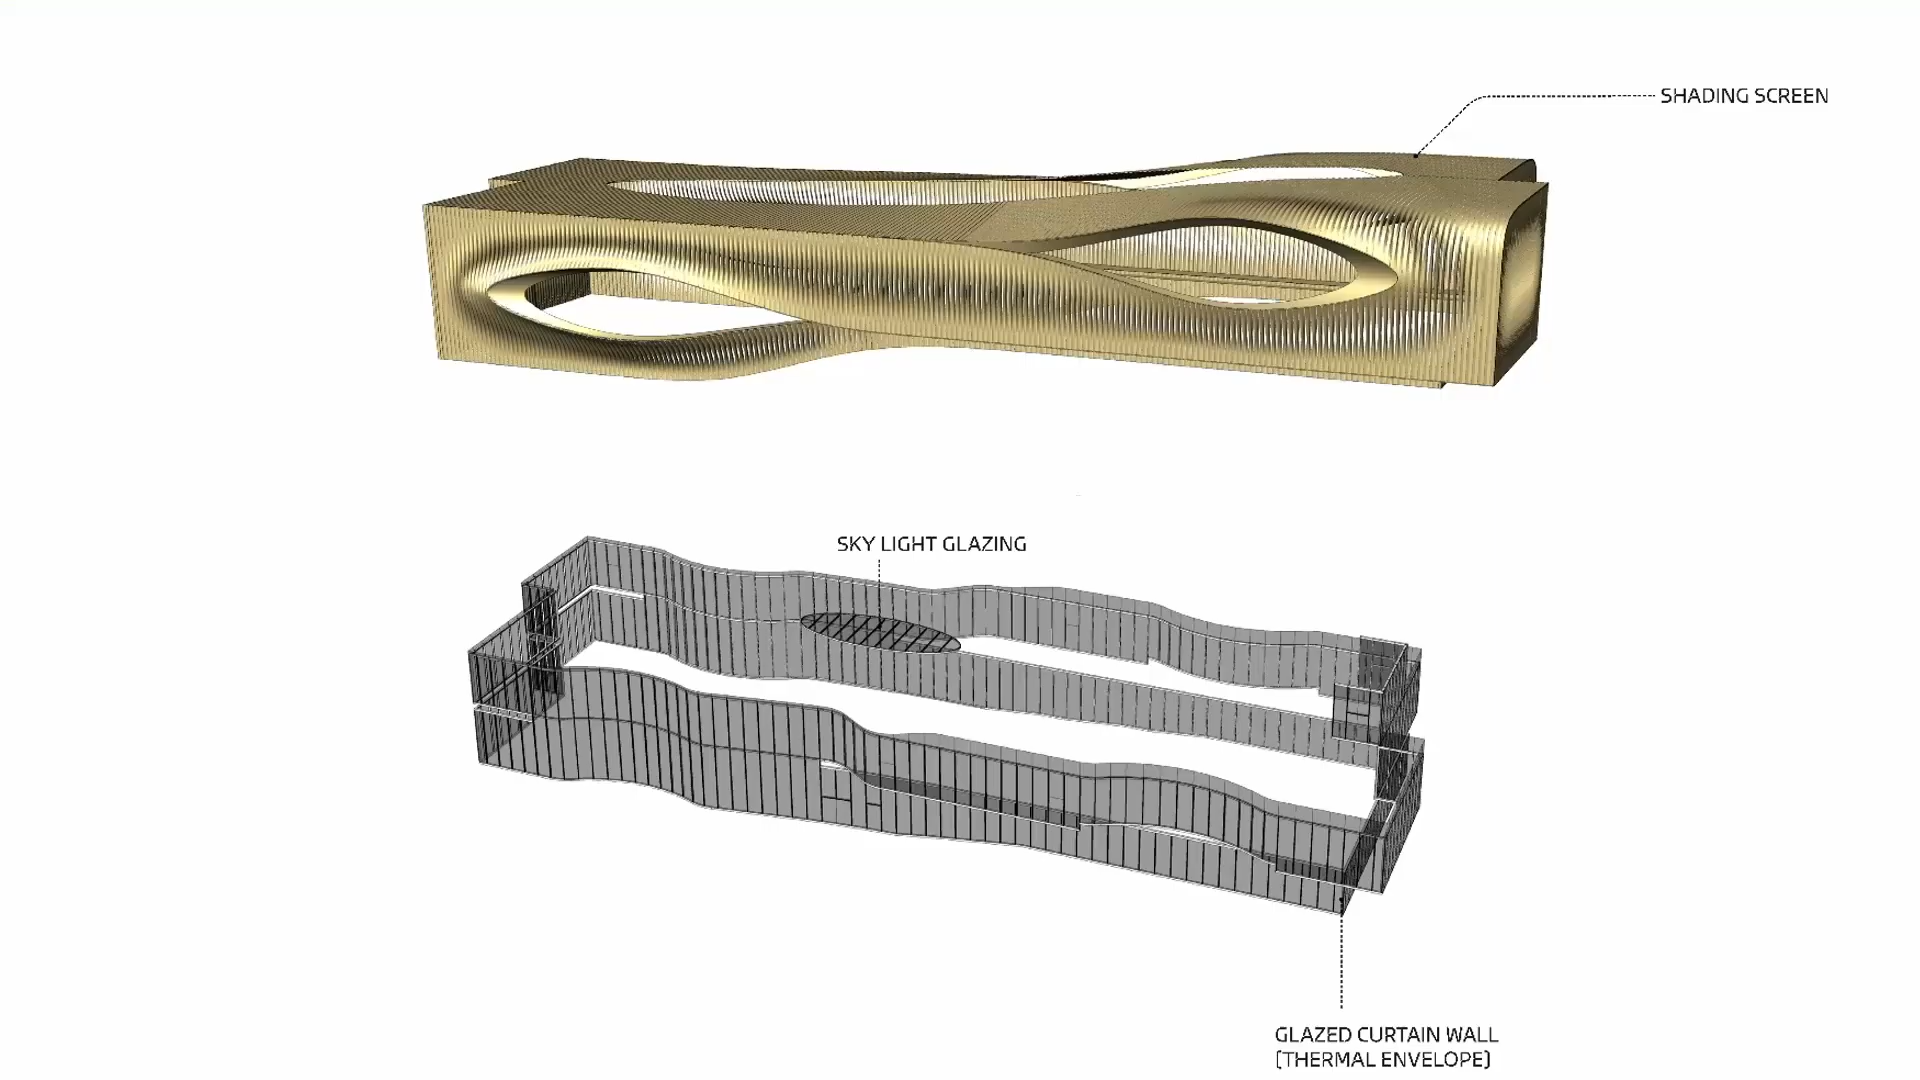 SHADING SCREEN
SKY LIGHT GLAZING
GLAZED CURTAIN WALL
(THERMAL ENVELOPE)